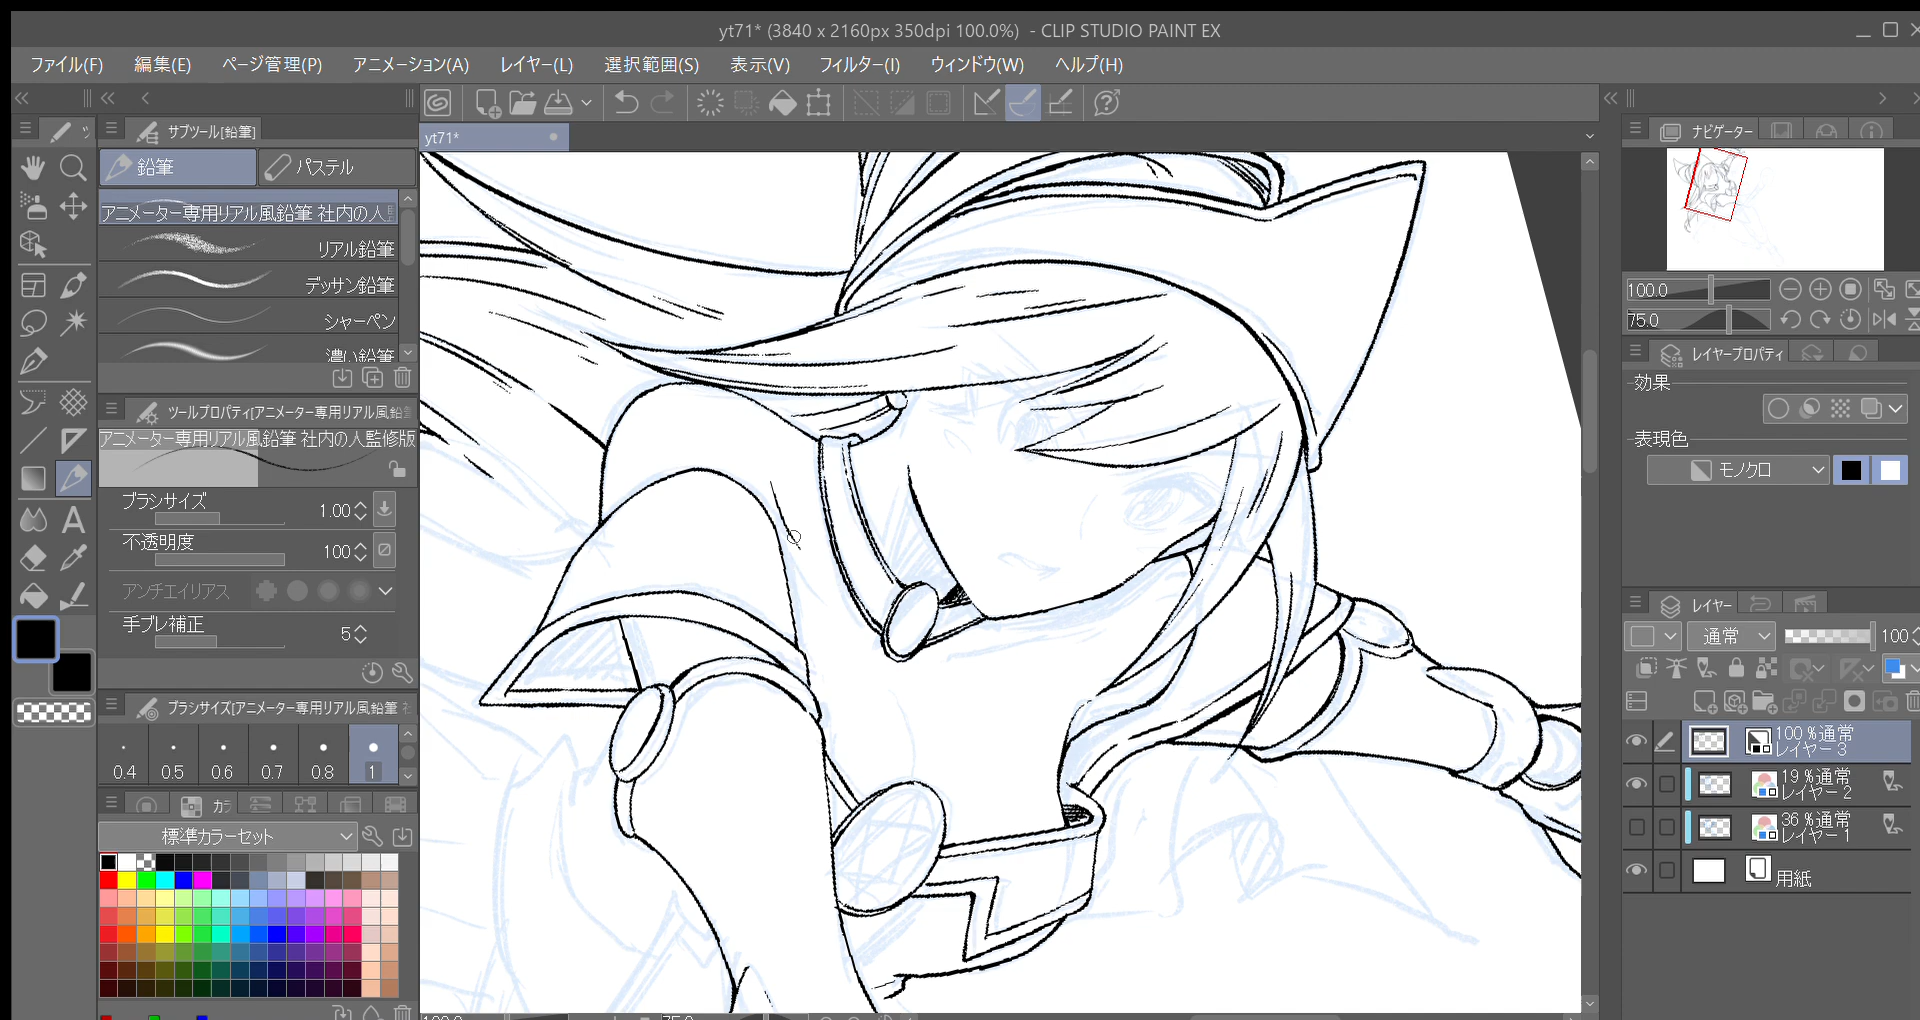 yt71* (3840 x 2160px 350dpi 100.0%)  - CLIP STUDIO PAINT EX
ファイル(F) 編集(E) ページ管理(P) アニメーション(A) レイヤー(L) 選択範囲(S) 表示(V) フィルター(I) ウィンドウ(W) ヘルプ(H)
サブツール[鉛筆]
yt71*
鉛筆
パステル
アニメーター専用リアル風鉛筆 社内の人
リアル鉛筆
デッサン鉛筆
シャーペン
濃い鉛筆
ツールプロパティ[アニメーター専用リアル風鉛筆
アニメーター専用リアル風鉛筆 社内の人監修版
ブラシサイズ 1.00
不透明度 100
アンチエイリアス
手ブレ補正 5
ブラシサイズ[アニメーター専用リアル風鉛筆
0.4 0.5 0.6 0.7 0.8 1
カラ
標準カラーセット
100.0 75.0
ナビゲーター
100.0
75.0
レイヤープロパティ
効果
表現色
モノクロ
レイヤー
通常 100
100 %通常
レイヤー 3
19 %通常
レイヤー 2
36 %通常
レイヤー 1
用紙